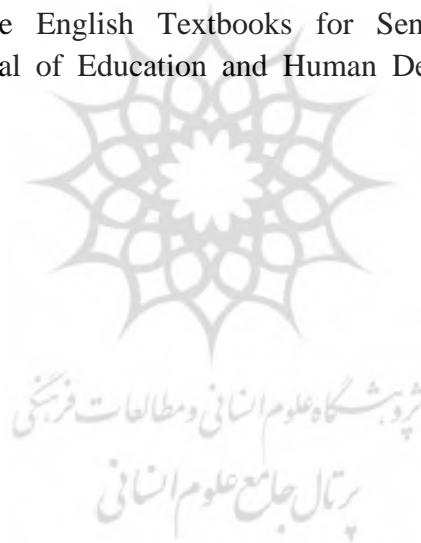 e English Textbooks for Sen
al of Education and Human De
پژوهشگاه علوم انسانی و مطالعات فرهنگی
پرتال جامع علوم انسانی